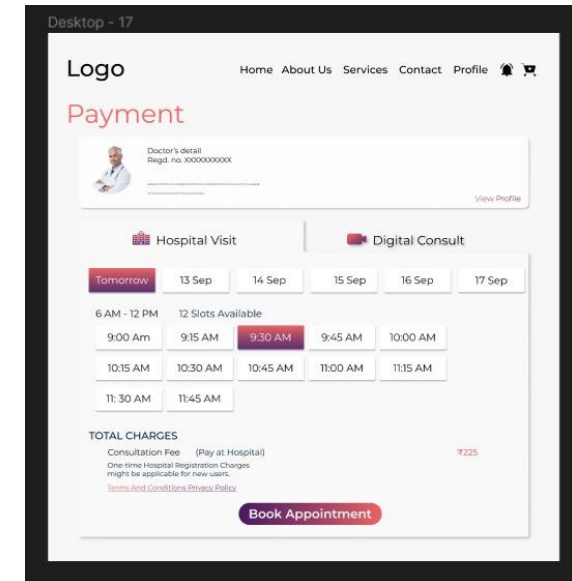 Desktop - 17
Logo Home About Us Services Contact Profile
Payment
Doctor's detail
Regd. no. XXXXXXXXXX
View Profile
Hospital Visit Digital Consult
Tomorrow 13 Sep 14 Sep 15 Sep 16 Sep 17 Sep
6 AM - 12 PM 12 Slots Available
9:00 Am 9:15 AM 9:30 AM 9:45 AM 10:00 AM
10:15 AM 10:30 AM 10:45 AM 11:00 AM 11:15 AM
11: 30 AM 11:45 AM
TOTAL CHARGES
Consultation Fee (Pay at Hospital) ₹225
One-time Hospital Registration Charges
might be applicable for new users.
Terms And Conditions Privacy Policy
Book Appointment